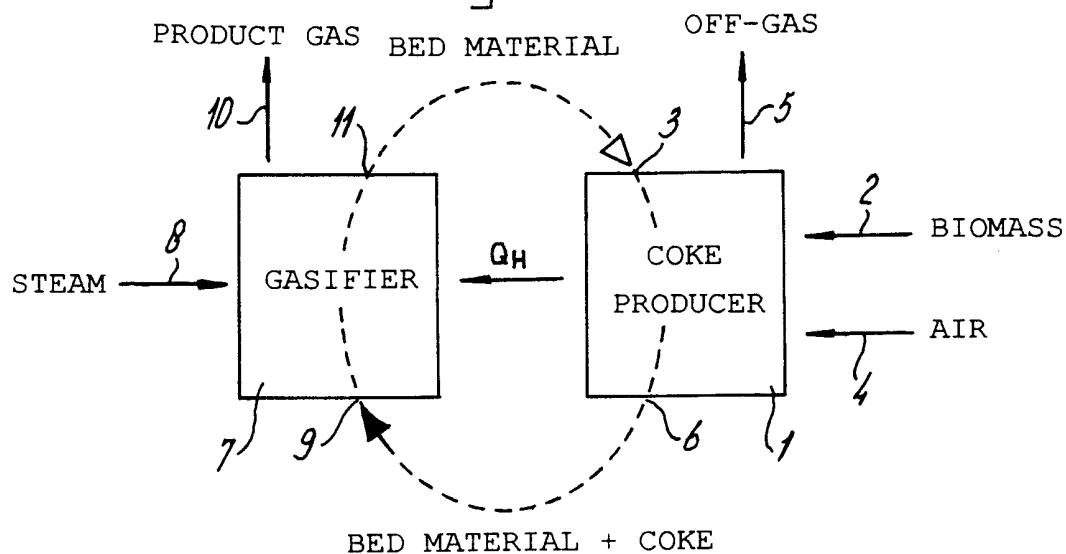 PRODUCT GAS
BED MATERIAL
OFF-GAS
10
11
3
5
2
BIOMASS
8
STEAM
GASIFIER
QH
COKE
PRODUCER
AIR
4
7
9
6
1
BED MATERIAL + COKE